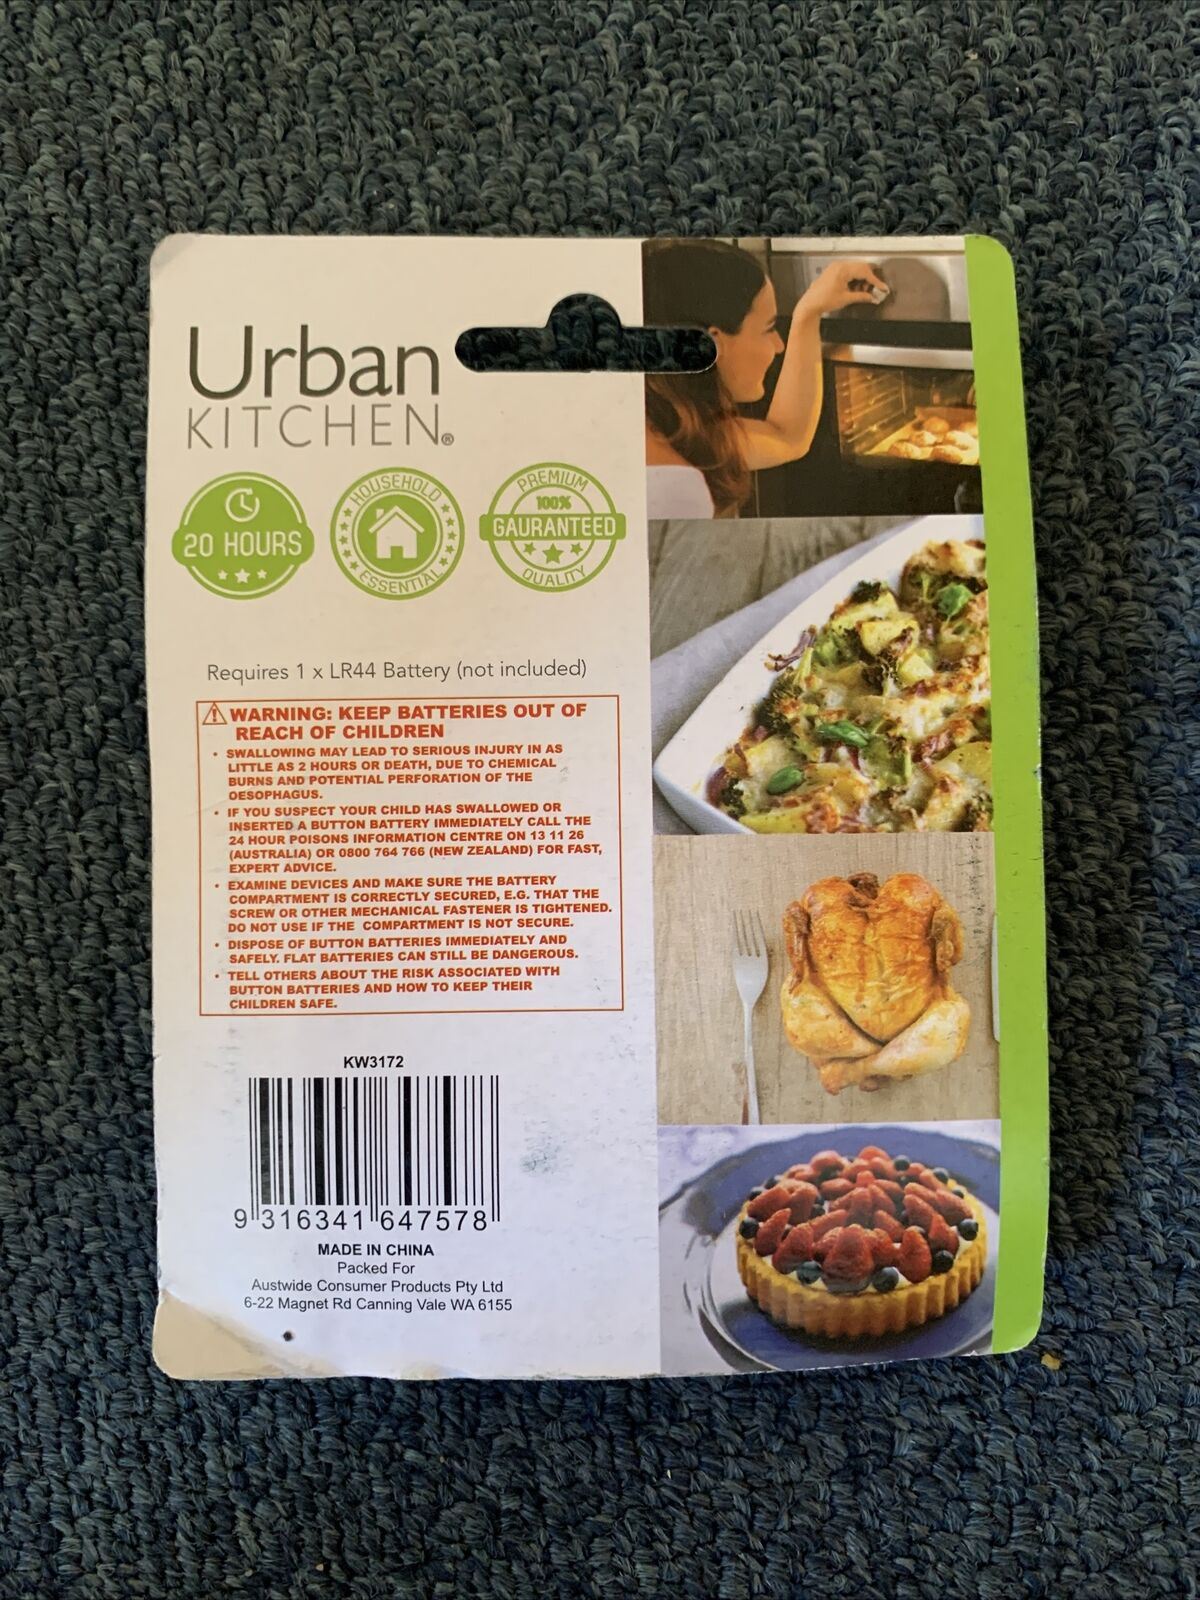 Urban
KITCHEN®
20 HOURS
HOUSEHOLD
ESSENTIAL
PREMIUM
100%
GAURANTEED
QUALITY
Requires 1 x LR44 Battery (not included)
WARNING: KEEP BATTERIES OUT OF
REACH OF CHILDREN
• SWALLOWING MAY LEAD TO SERIOUS INJURY IN AS
LITTLE AS 2 HOURS OR DEATH, DUE TO CHEMICAL
BURNS AND POTENTIAL PERFORATION OF THE
OESOPHAGUS.
• IF YOU SUSPECT YOUR CHILD HAS SWALLOWED OR
INSERTED A BUTTON BATTERY IMMEDIATELY CALL THE
24 HOUR POISONS INFORMATION CENTRE ON 13 11 26
(AUSTRALIA) OR 0800 764 766 (NEW ZEALAND) FOR FAST,
EXPERT ADVICE.
• EXAMINE DEVICES AND MAKE SURE THE BATTERY
COMPARTMENT IS CORRECTLY SECURED, E.G. THAT THE
SCREW OR OTHER MECHANICAL FASTENER IS TIGHTENED.
DO NOT USE IF THE COMPARTMENT IS NOT SECURE.
• DISPOSE OF BUTTON BATTERIES IMMEDIATELY AND
SAFELY. FLAT BATTERIES CAN STILL BE DANGEROUS.
• TELL OTHERS ABOUT THE RISK ASSOCIATED WITH
BUTTON BATTERIES AND HOW TO KEEP THEIR
CHILDREN SAFE.
KW3172
9 316341 647578
MADE IN CHINA
Packed For
Austwide Consumer Products Pty Ltd
6-22 Magnet Rd Canning Vale WA 6155